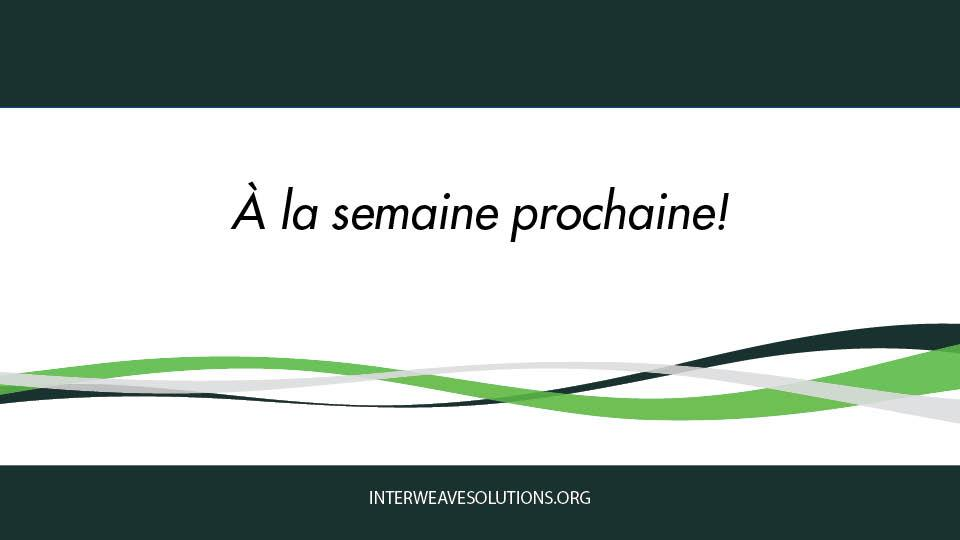 À la semaine prochaine!
INTERWEAVESOLUTIONS.ORG